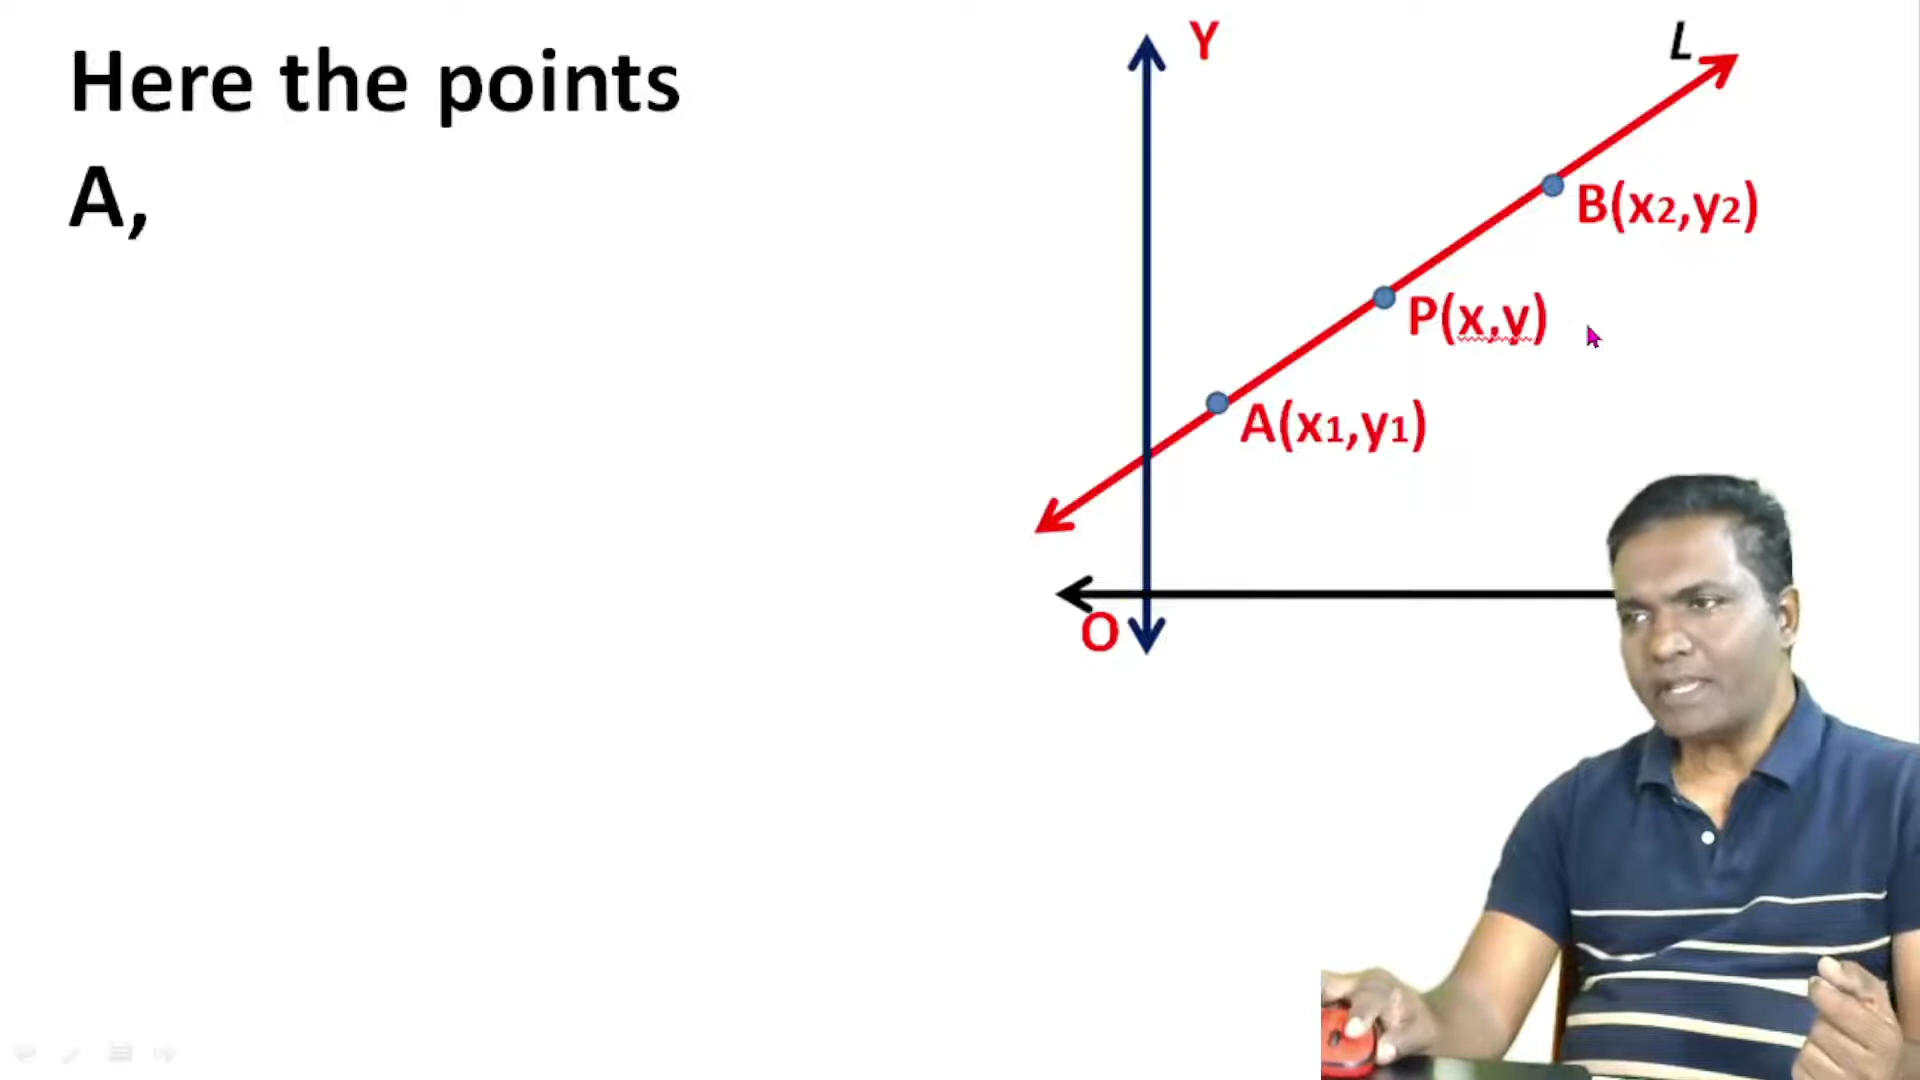 Here the points
A,
Y
L
B(x2,y2)
P(x,y)
A(x1,y1)
O